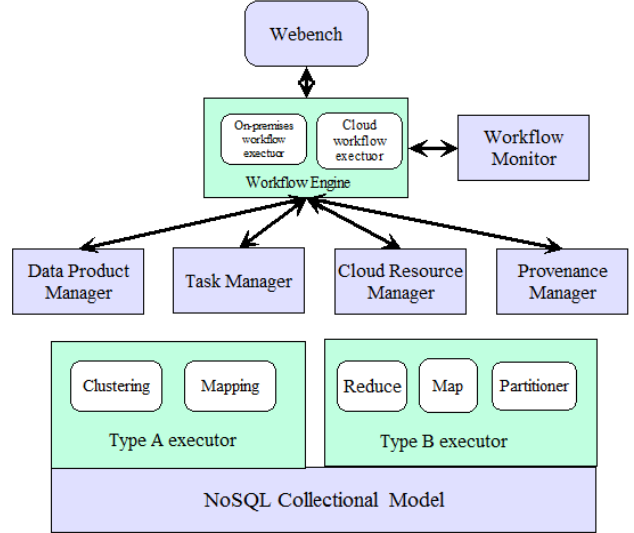 Webench
On-premises
workflow
exectuor
Cloud
workflow
exectuor
Workflow Engine
Workflow
Monitor
Data Product
Manager
Task Manager
Cloud Resource
Manager
Provenance
Manager
Clustering
Mapping
Reduce
Map
Partitioner
Type A executor
Type B executor
NoSQL Collectional Model